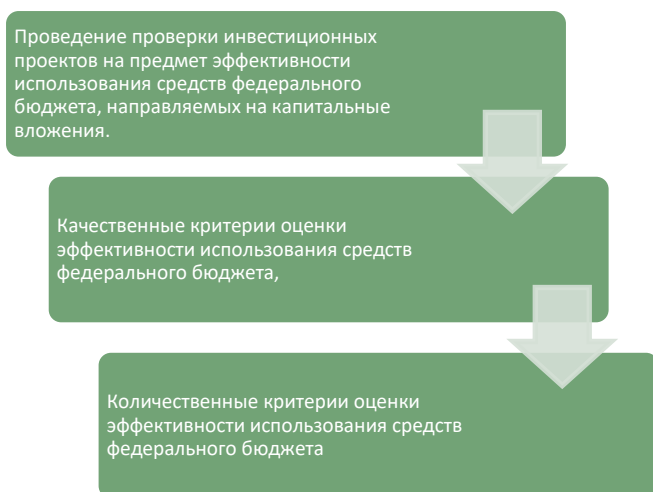 Проведение проверки инвестиционных
проектов на предмет эффективности
использования средств федерального
бюджета, направляемых на капитальные
вложения.
Качественные критерии оценки
эффективности использования средств
федерального бюджета,
Количественные критерии оценки
эффективности использования средств
федерального бюджета